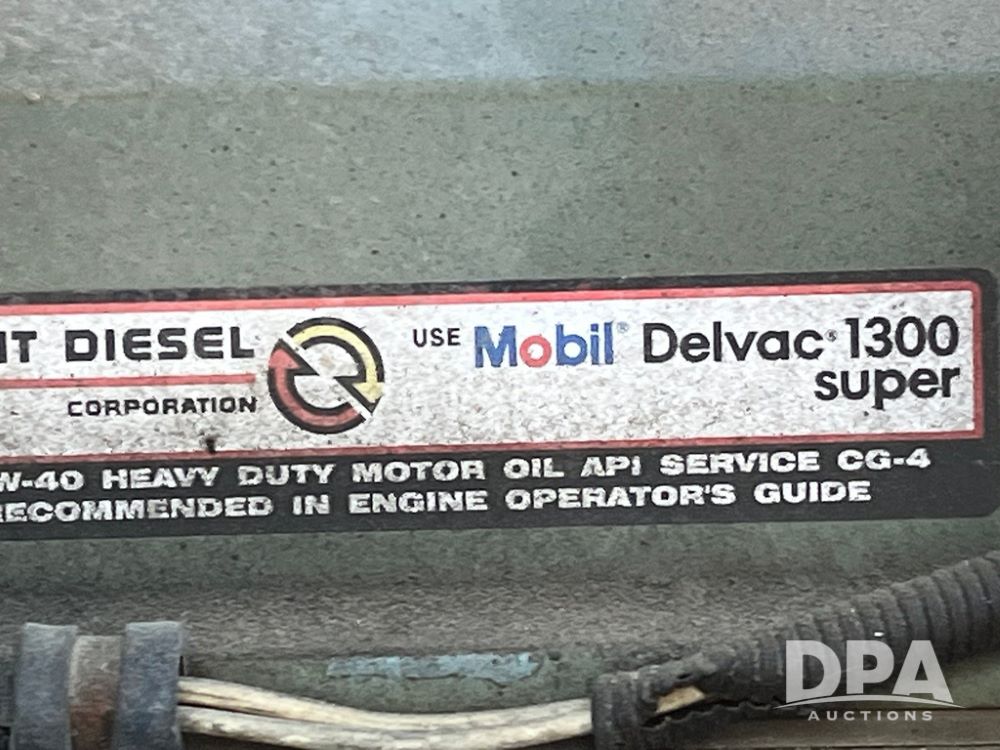 IT DIESEL
CORPORATION
USE Mobil® Delvac® 1300
super
W-40 HEAVY DUTY MOTOR OIL API SERVICE CG-4
RECOMMENDED IN ENGINE OPERATOR'S GUIDE
DPA
AUCTIONS